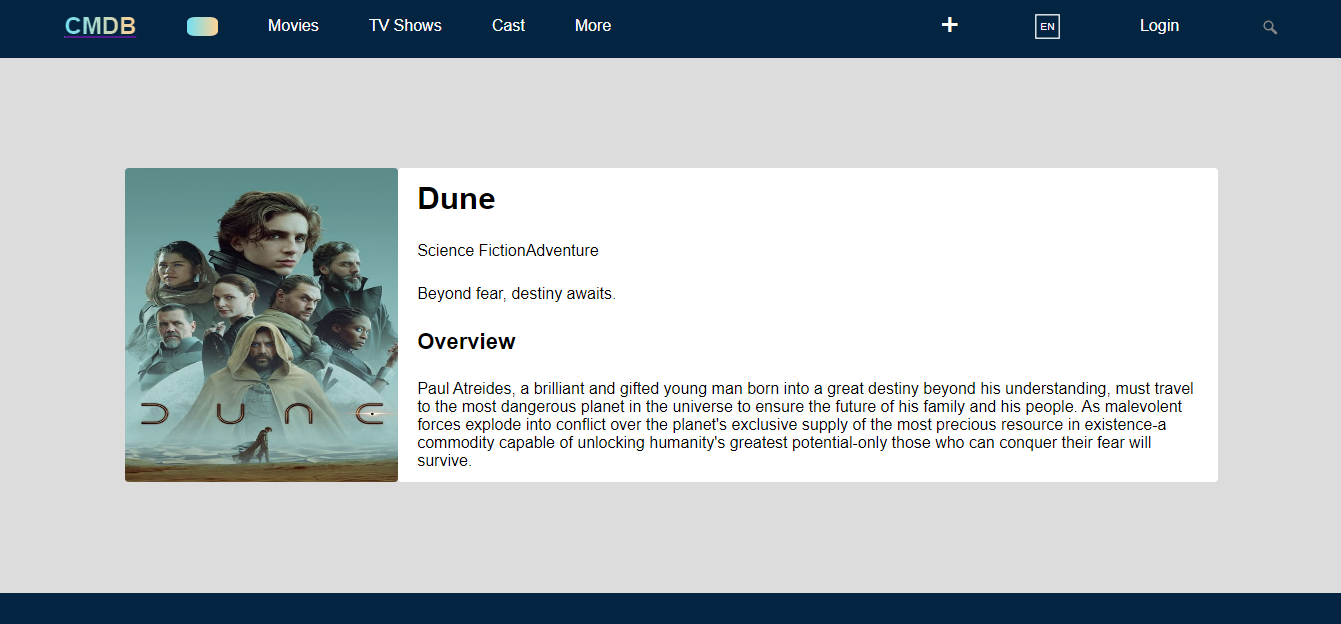 CMDB Movies TV Shows Cast More + EN Login
Dune
Science FictionAdventure
Beyond fear, destiny awaits.
Overview
Paul Atreides, a brilliant and gifted young man born into a great destiny beyond his understanding, must travel
to the most dangerous planet in the universe to ensure the future of his family and his people. As malevolent
forces explode into conflict over the planet's exclusive supply of the most precious resource in existence-a
commodity capable of unlocking humanity's greatest potential-only those who can conquer their fear will
survive.
DUNE